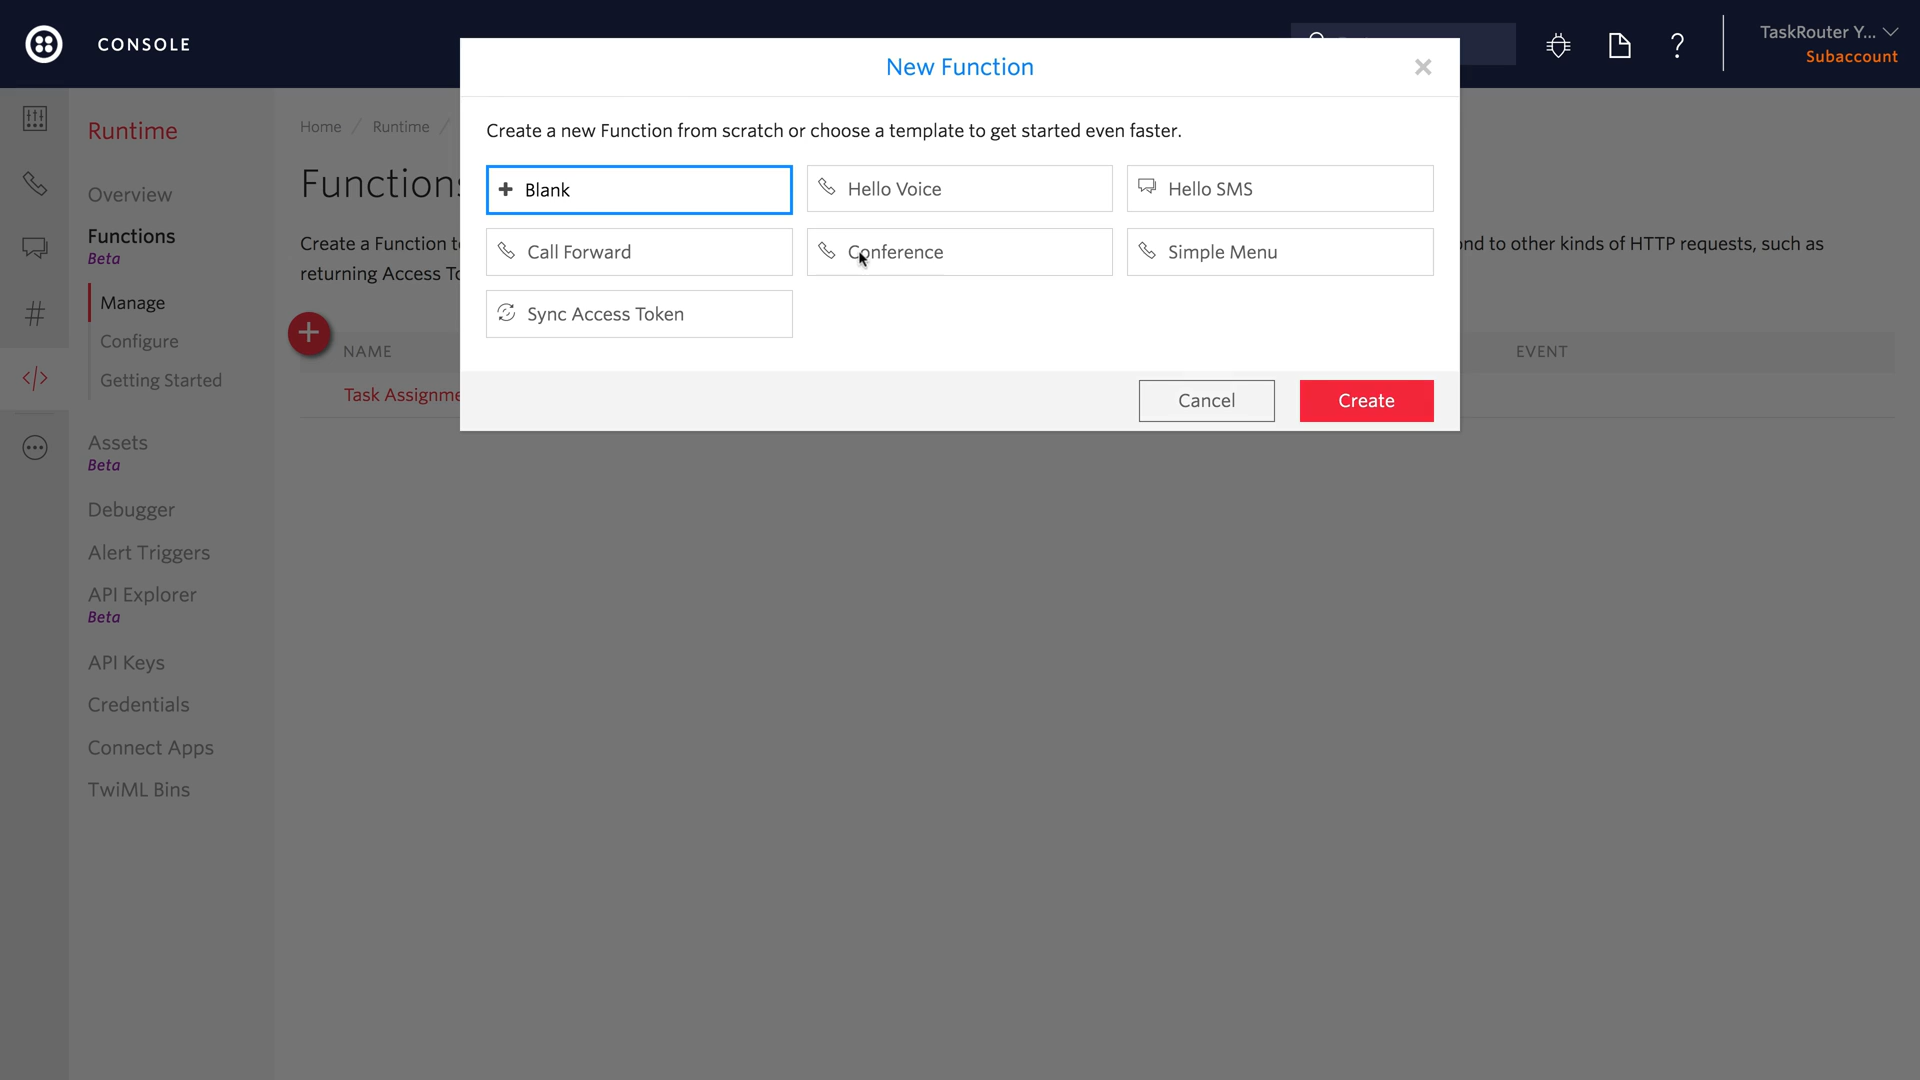 CONSOLE
TaskRouter Y...
Subaccount
New Function
Create a new Function from scratch or choose a template to get started even faster.
Blank
Hello Voice
Hello SMS
Call Forward
Conference
Simple Menu
Sync Access Token
Cancel
Create
Runtime
Overview
Functions
Beta
Manage
Configure
Getting Started
Assets
Beta
Debugger
Alert Triggers
API Explorer
Beta
API Keys
Credentials
Connect Apps
TwiML Bins
Home / Runtime /
Functions
Create a Function
to other kinds of HTTP requests, such as
returning Access
NAME
EVENT
Task